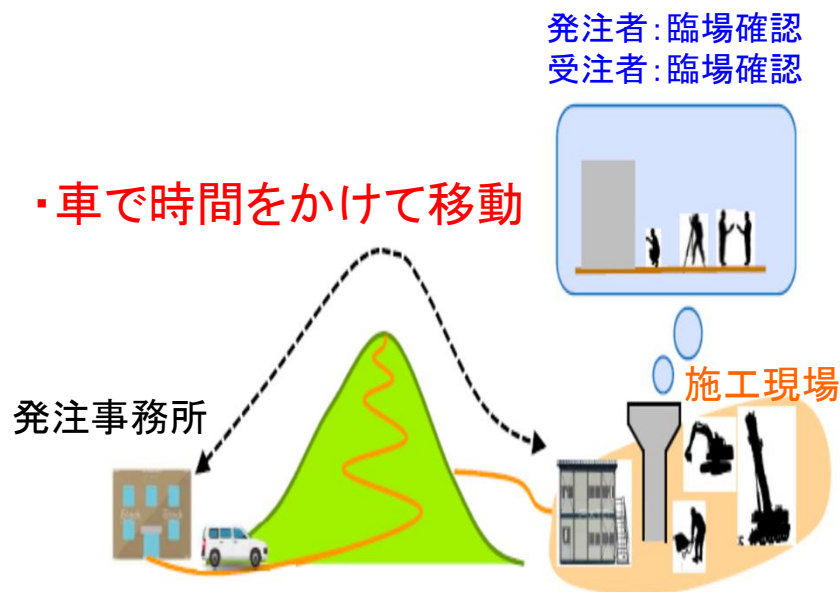 発注者:臨場確認
受注者:臨場確認
・車で時間をかけて移動
施工現場
発注事務所